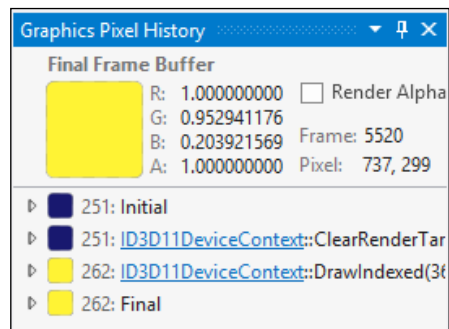 Graphics Pixel History
Final Frame Buffer
R: 1.000000000 Render Alpha
G: 0.952941176
B: 0.203921569 Frame: 5520
A: 1.000000000 Pixel: 737, 299
251: Initial
251: ID3D11DeviceContext::ClearRenderTar
262: ID3D11DeviceContext::DrawIndexed(36
262: Final